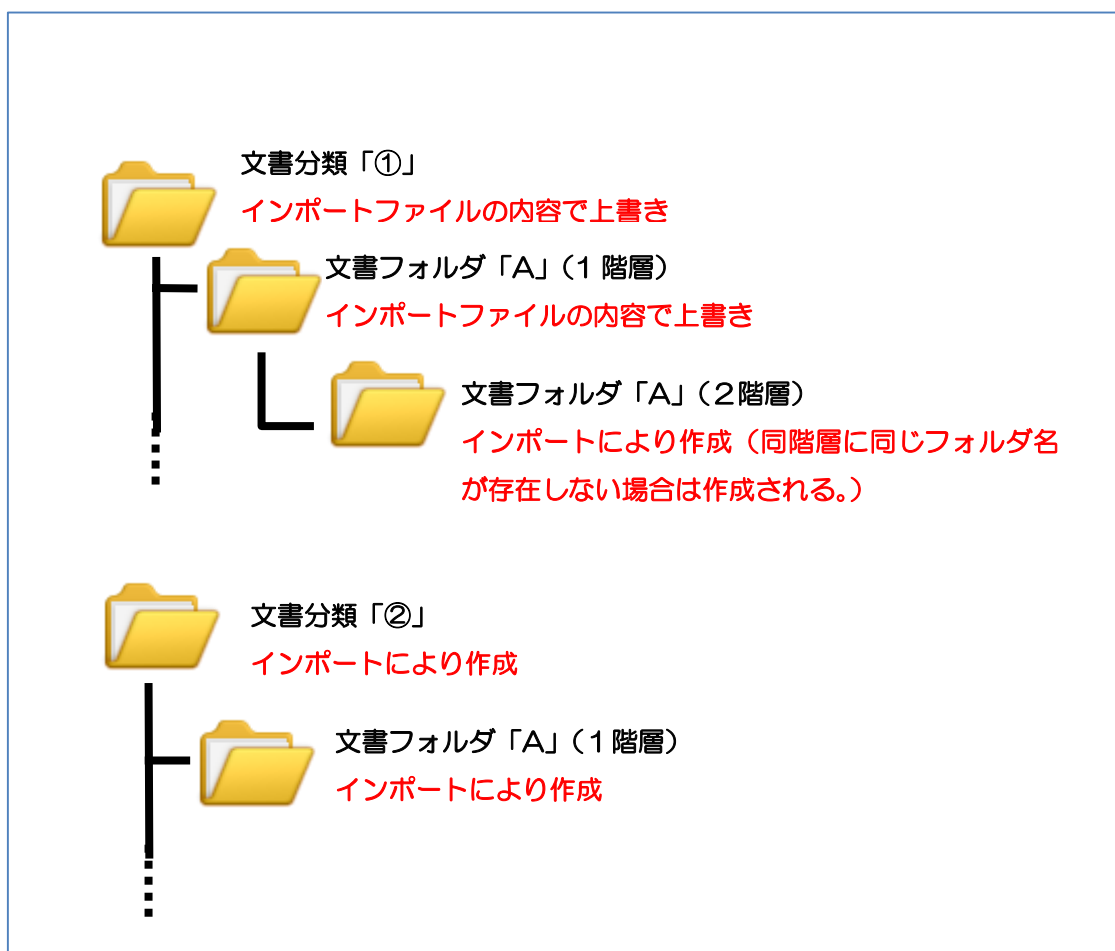 文書分類「①」
インポートファイルの内容で上書き
文書フォルダ「A」（1 階層）
インポートファイルの内容で上書き
文書フォルダ「A」（２階層）
インポートにより作成（同階層に同じフォルダ名
が存在しない場合は作成される。）
文書分類「②」
インポートにより作成
文書フォルダ「A」（１階層）
インポートにより作成